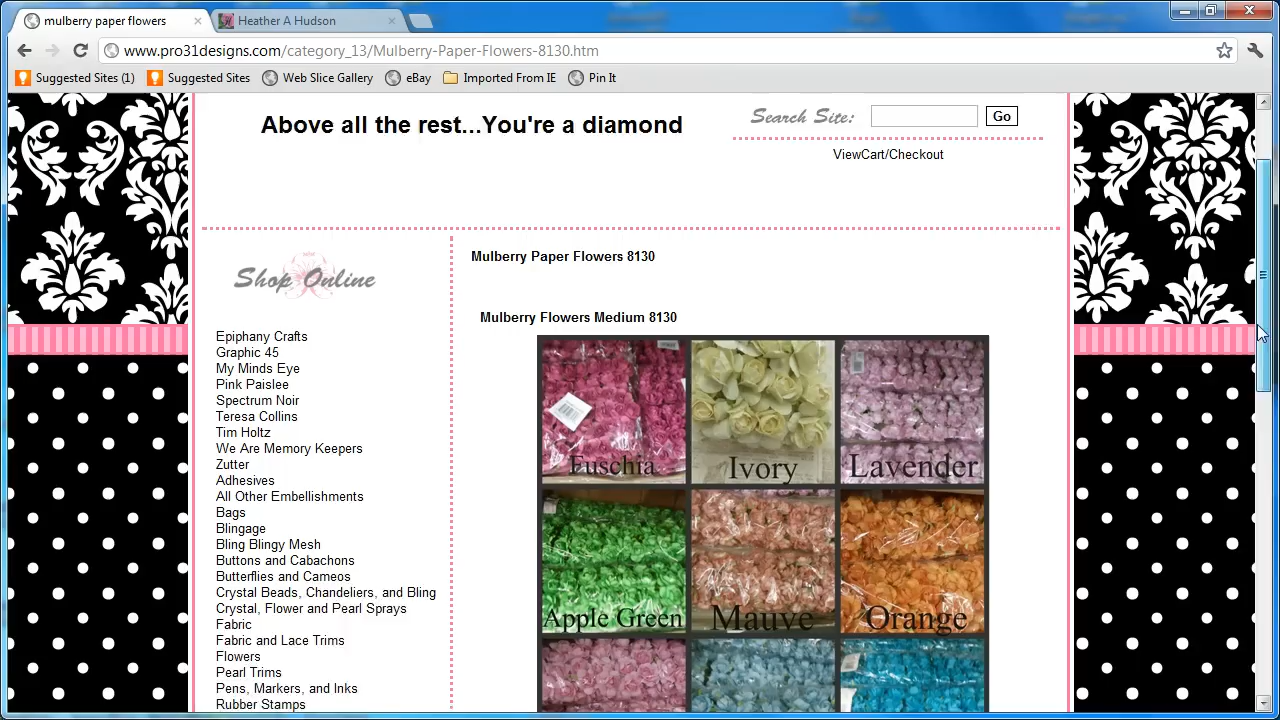 mulberry paper flowers
Heather A Hudson
www.pro31designs.com/category_13/Mulberry-Paper-Flowers-8130.htm
Suggested Sites (1)
Suggested Sites
Web Slice Gallery
eBay
Imported From IE
Pin It
Above all the rest...You're a diamond
Search Site:
Go
ViewCart/Checkout
Shop Online
Epiphany Crafts
Graphic 45
My Minds Eye
Pink Paislee
Spectrum Noir
Teresa Collins
Tim Holtz
We Are Memory Keepers
Zutter
Adhesives
All Other Embellishments
Bags
Blingage
Bling Blingy Mesh
Buttons and Cabachons
Butterflies and Cameos
Crystal Beads, Chandeliers, and Bling
Crystal, Flower and Pearl Sprays
Fabric
Fabric and Lace Trims
Flowers
Pearl Trims
Pens, Markers, and Inks
Rubber Stamps
Mulberry Paper Flowers 8130
Mulberry Flowers Medium 8130
Fuschia
Ivory
Lavender
Apple Green
Mauve
Orange